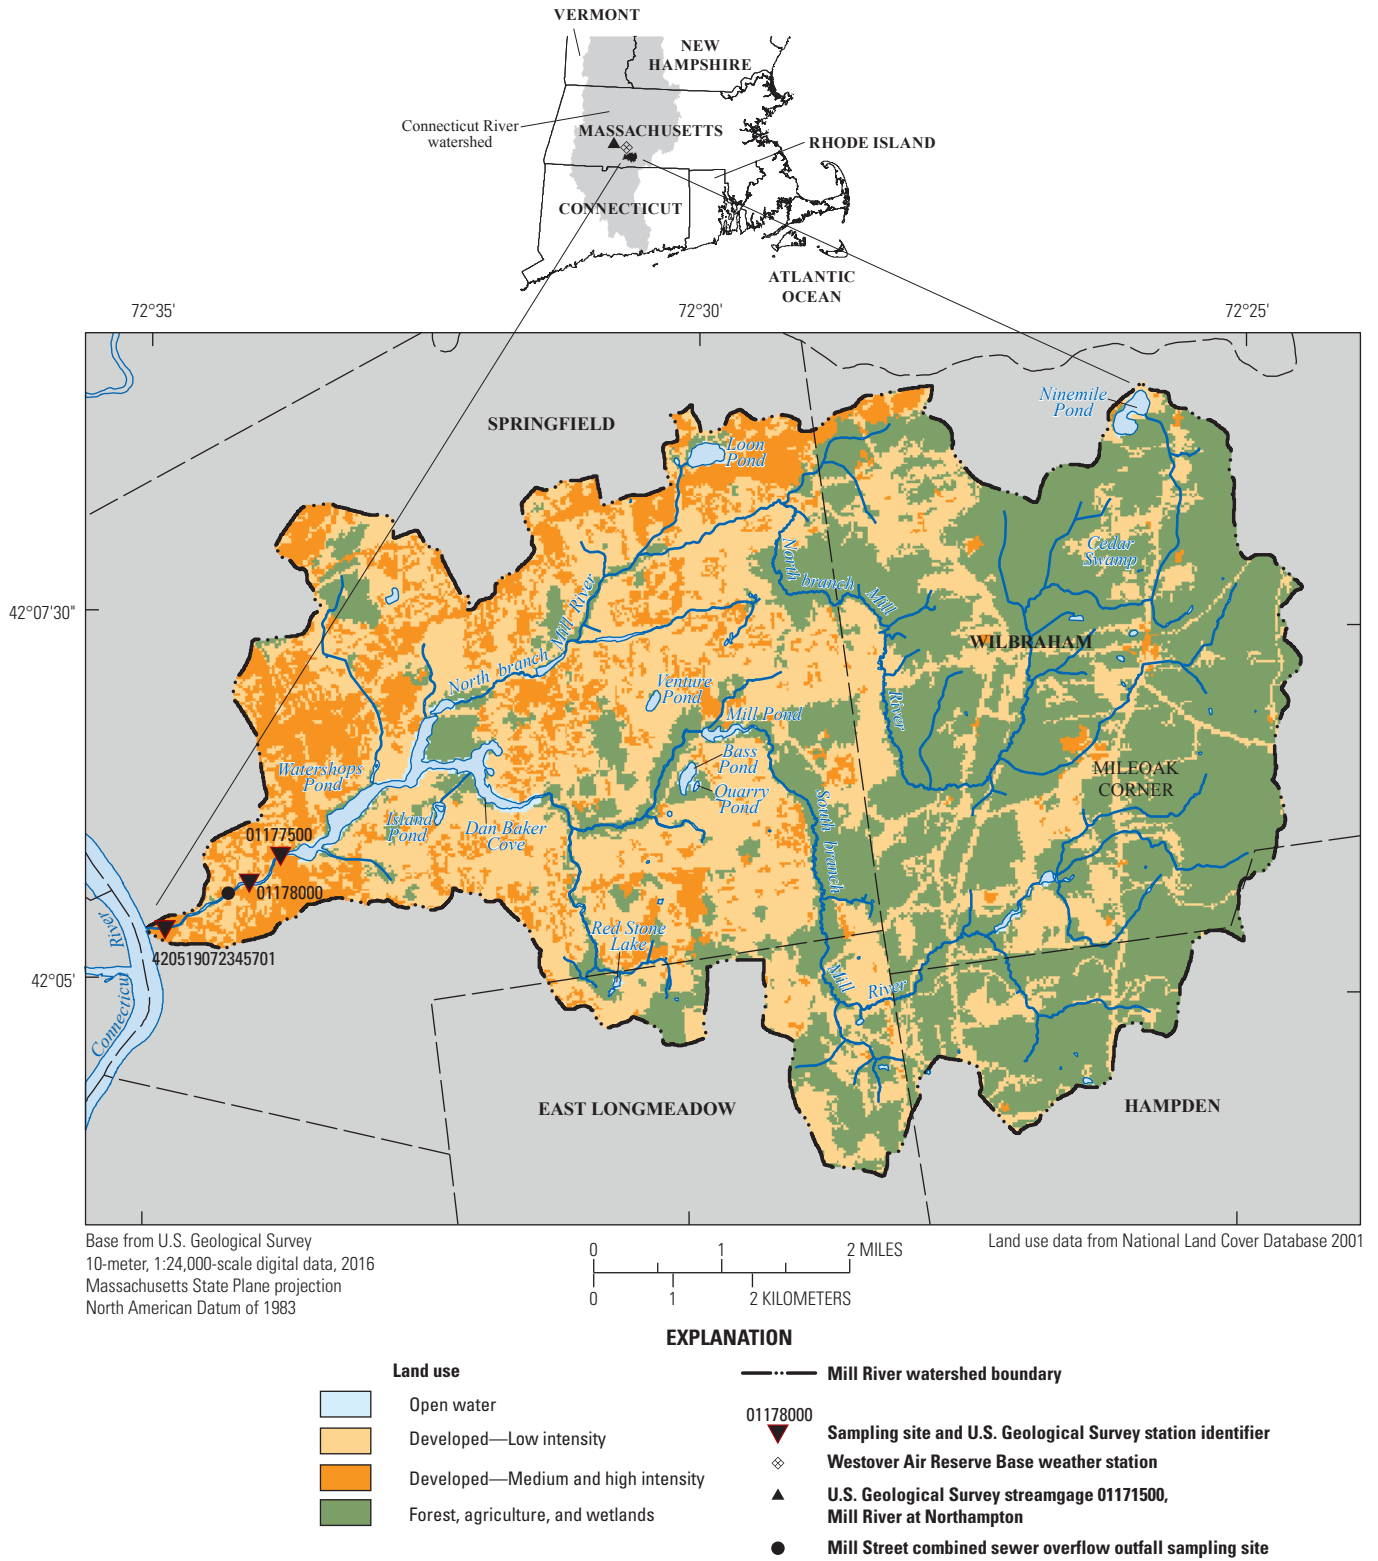 VERMONT
NEW
HAMPSHIRE
Connecticut River
watershed
MASSACHUSETTS
RHODE ISLAND
CONNECTICUT
ATLANTIC
OCEAN
72°35'
72°30'
72°25'
42°07'30"
42°05'
SPRINGFIELD
Ninemile
Pond
Loon
Pond
Cedar
Swamp
North branch Mill River
North branch Mill River
WILBRAHAM
Venture
Pond
Mill Pond
Bass
Pond
Quarry
Pond
MILEOAK
CORNER
Watershops
Pond
Island
Pond
Dan Baker
Cove
South branch Mill River
01177500
01178000
420519072345701
Red Stone
Lake
Connecticut River
EAST LONGMEADOW
HAMPDEN
Base from U.S. Geological Survey
10-meter, 1:24,000-scale digital data, 2016
Massachusetts State Plane projection
North American Datum of 1983
0 1 2 MILES
0 1 2 KILOMETERS
Land use data from National Land Cover Database 2001
EXPLANATION
Land use
Open water
Developed—Low intensity
Developed—Medium and high intensity
Forest, agriculture, and wetlands
Mill River watershed boundary
01178000
Sampling site and U.S. Geological Survey station identifier
Westover Air Reserve Base weather station
U.S. Geological Survey streamgage 01171500,
Mill River at Northampton
Mill Street combined sewer overflow outfall sampling site